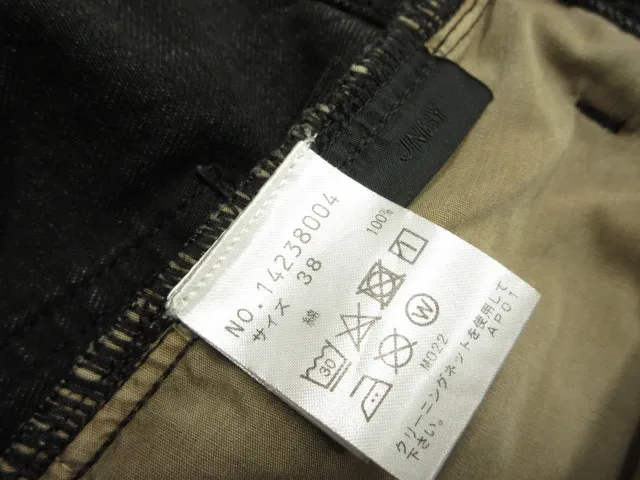 NO.14238004
サイズ 38
綿 100%
30
W
M022
クリーニングネットを使用して
下さい。 AP01